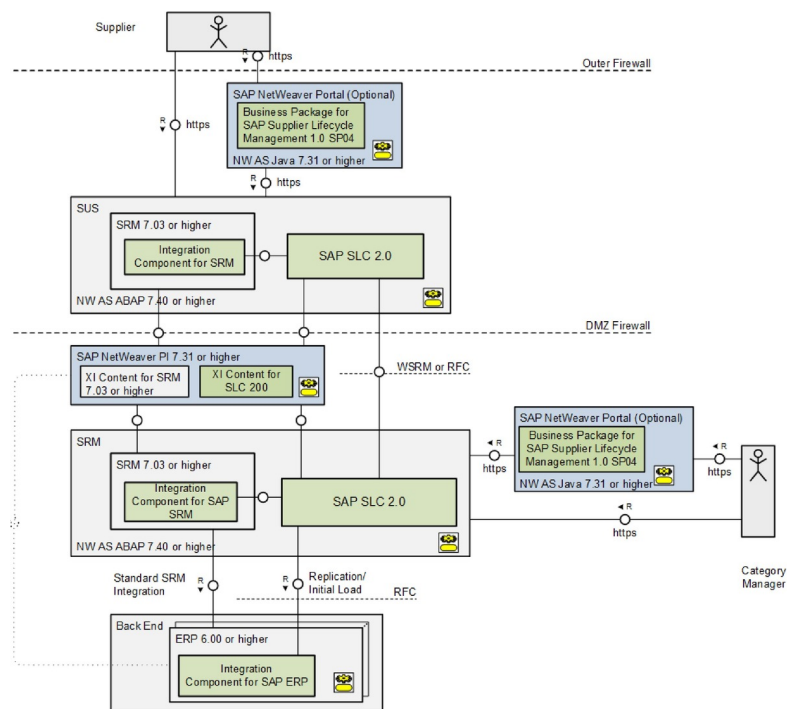 Supplier
R
https
Outer Firewall
SAP NetWeaver Portal (Optional)
Business Package for
SAP Supplier Lifecycle
Management 1.0 SP04
NW AS Java 7.31 or higher
R
https
R
https
SUS
SRM 7.03 or higher
Integration
Component for SRM
SAP SLC 2.0
NW AS ABAP 7.40 or higher
DMZ Firewall
SAP NetWeaver PI 7.31 or higher
XI Content for SRM
7.03 or higher
XI Content for
SLC 200
WSRM or RFC
SAP NetWeaver Portal (Optional)
Business Package for
SAP Supplier Lifecycle
Management 1.0 SP04
NW AS Java 7.31 or higher
R
https
R
https
SRM
SRM 7.03 or higher
Integration
Component for SAP
SRM
SAP SLC 2.0
NW AS ABAP 7.40 or higher
R
https
Category
Manager
Standard SRM
Integration
R
R
Replication/
Initial Load
RFC
Back End
ERP 6.00 or higher
Integration
Component for SAP ERP